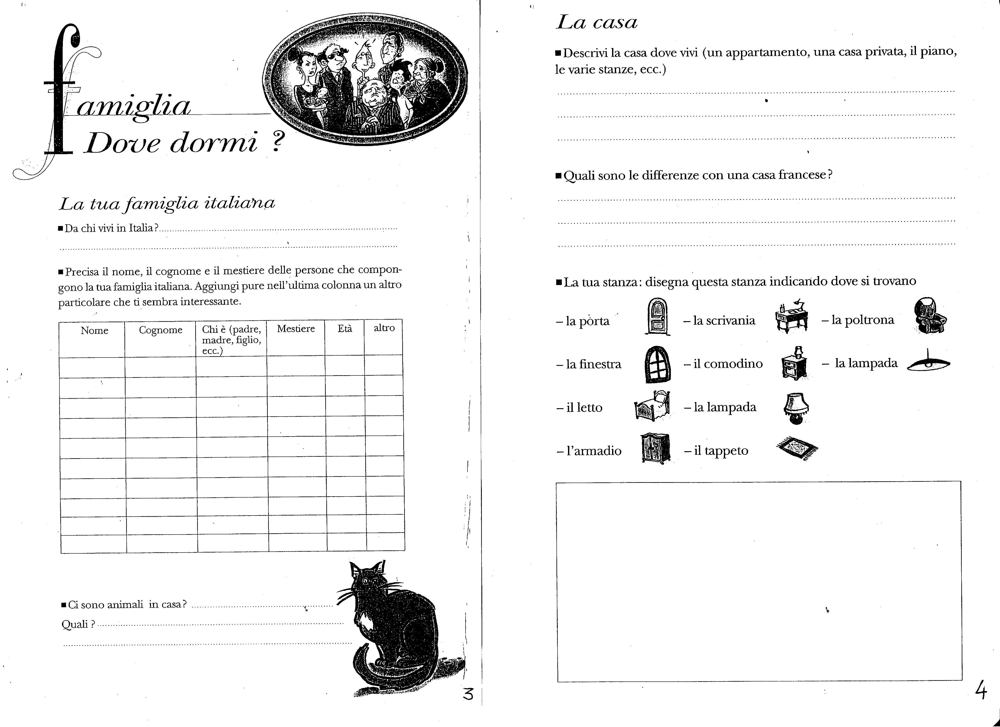 famiglia
Dove dormi ?
La tua famiglia italiana
■ Da chi vivi in Italia?
■ Precisa il nome, il cognome e il mestiere delle persone che compon-
gono la tua famiglia italiana. Aggiungi pure nell'ultima colonna un altro
particolare che ti sembra interessante.
Nome Cognome Chi è (padre, Mestiere Età altro
madre, figlio,
ecc.)
■ Ci sono animali in casa?
Quali ?
3
La casa
■ Descrivi la casa dove vivi (un appartamento, una casa privata, il piano,
le varie stanze, ecc.)
■ Quali sono le differenze con una casa francese?
■ La tua stanza: disegna questa stanza indicando dove si trovano
– la porta – la scrivania – la poltrona
– la finestra – il comodino – la lampada
– il letto – la lampada
– l'armadio – il tappeto
4